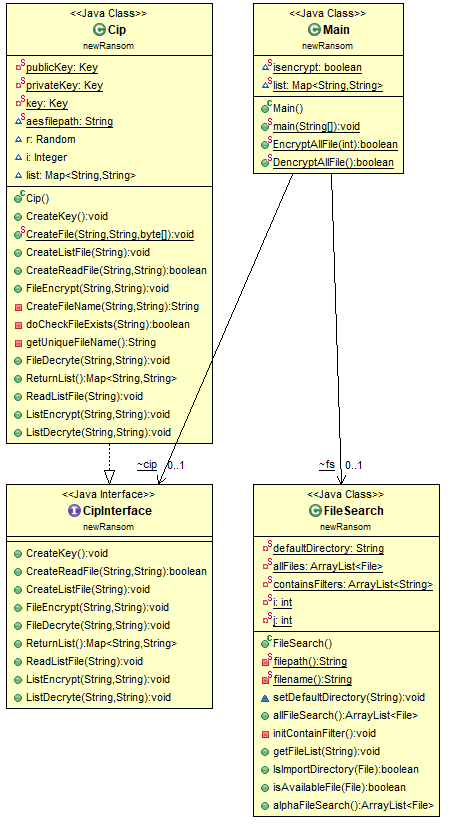 <<Java Class>>
Cip
newRansom
publicKey: Key
privateKey: Key
key: Key
aesfilepath: String
r: Random
i: Integer
list: Map<String,String>
Cip()
CreateKey():void
CreateFile(String,String,byte[]):void
CreateListFile(String):void
CreateReadFile(String,String):boolean
FileEncrypt(String,String):void
CreateFileName(String,String):String
doCheckFileExists(String):boolean
getUniqueFileName():String
FileDecryte(String,String):void
ReturnList():Map<String,String>
ReadListFile(String):void
ListEncrypt(String,String):void
ListDecryte(String,String):void
<<Java Class>>
Main
newRansom
isencrypt: boolean
list: Map<String,String>
Main()
main(String[]):void
EncryptAllFile(int):boolean
DencryptAllFile():boolean
~cip 0..1
~fs 0..1
<<Java Interface>>
CipInterface
newRansom
CreateKey():void
CreateReadFile(String,String):boolean
CreateListFile(String):void
FileEncrypt(String,String):void
FileDecryte(String,String):void
ReturnList():Map<String,String>
ReadListFile(String):void
ListEncrypt(String,String):void
ListDecryte(String,String):void
<<Java Class>>
FileSearch
newRansom
defaultDirectory: String
allFiles: ArrayList<File>
containsFilters: ArrayList<String>
i: int
j: int
FileSearch()
filepath():String
filename():String
setDefaultDirectory(String):void
allFileSearch():ArrayList<File>
initContainFilter():void
getFileList(String):void
IsImportDirectory(File):boolean
isAvailableFile(File):boolean
alphaFileSearch():ArrayList<File>